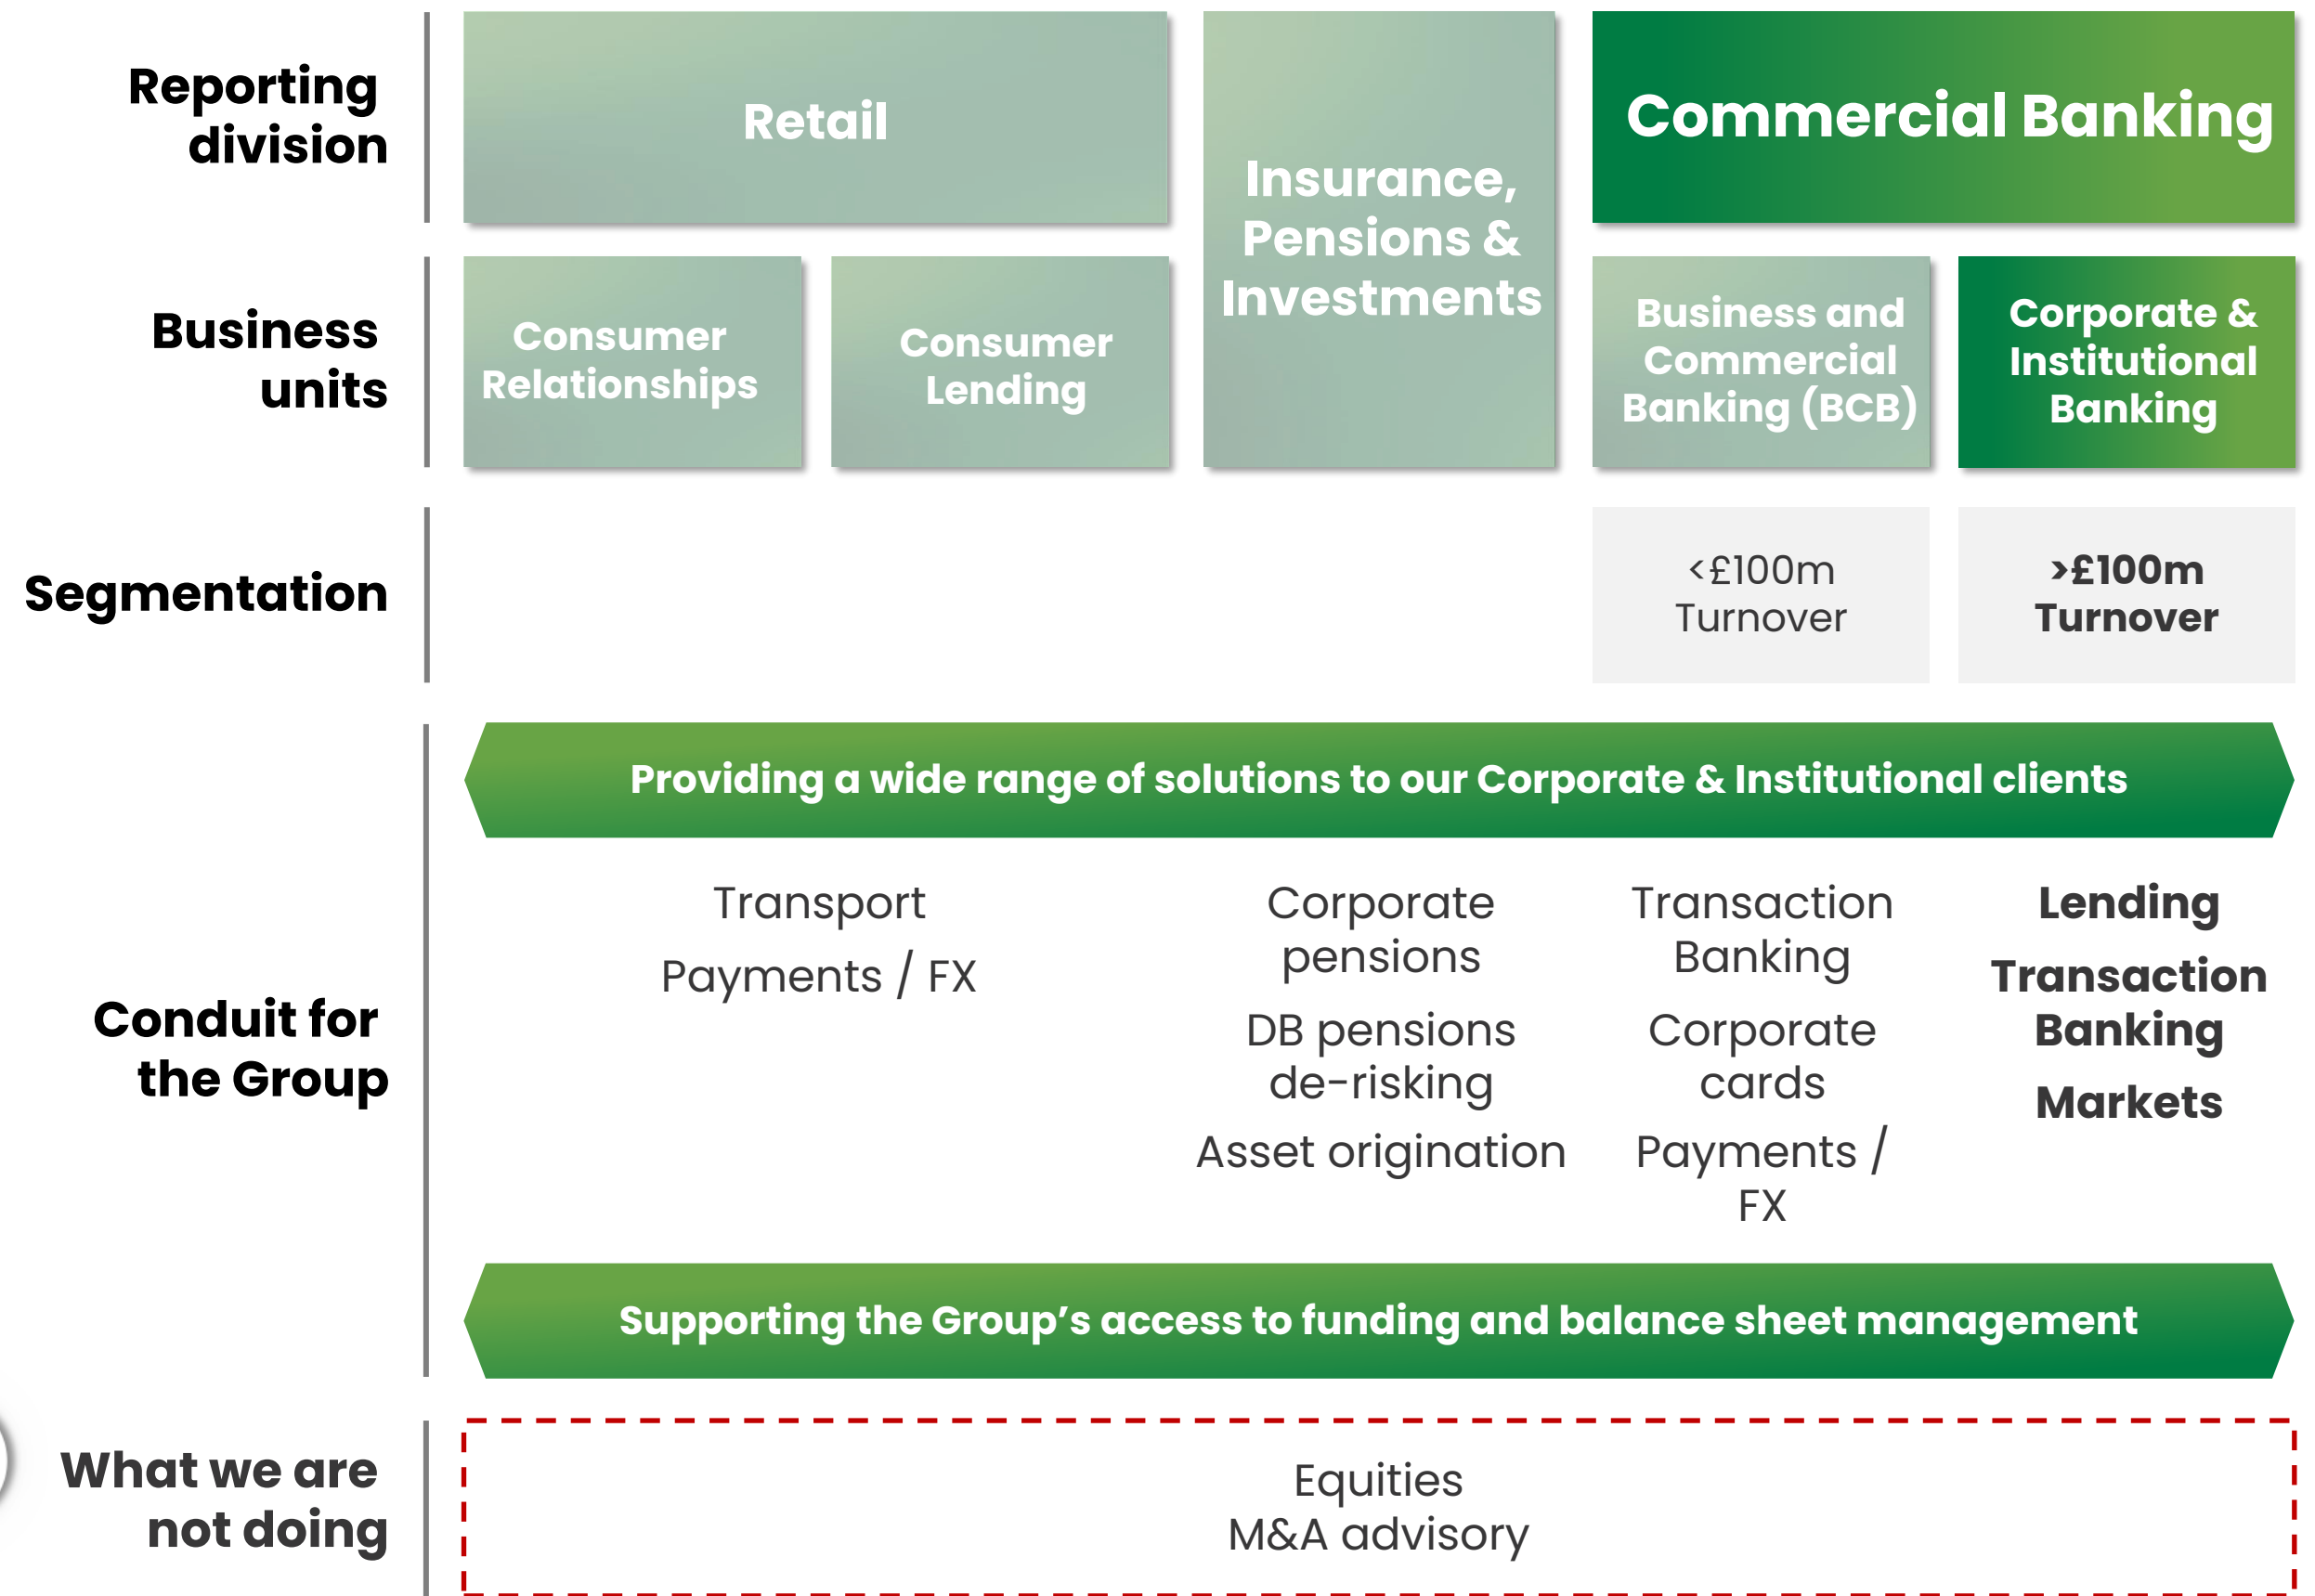 Reporting
division
Retail
Insurance,
Pensions &
Investments
Commercial Banking
Business
units
Consumer
Relationships
Consumer
Lending
Business and
Commercial
Banking (BCB)
Corporate &
Institutional
Banking
Segmentation
<£100m
Turnover
>£100m
Turnover
Conduit for
the Group
Providing a wide range of solutions to our Corporate & Institutional clients
Transport
Payments / FX
Corporate
pensions
DB pensions
de-risking
Asset origination
Transaction
Banking
Corporate
cards
Payments /
FX
Lending
Transaction
Banking
Markets
Supporting the Group’s access to funding and balance sheet management
What we are
not doing
Equities
M&A advisory